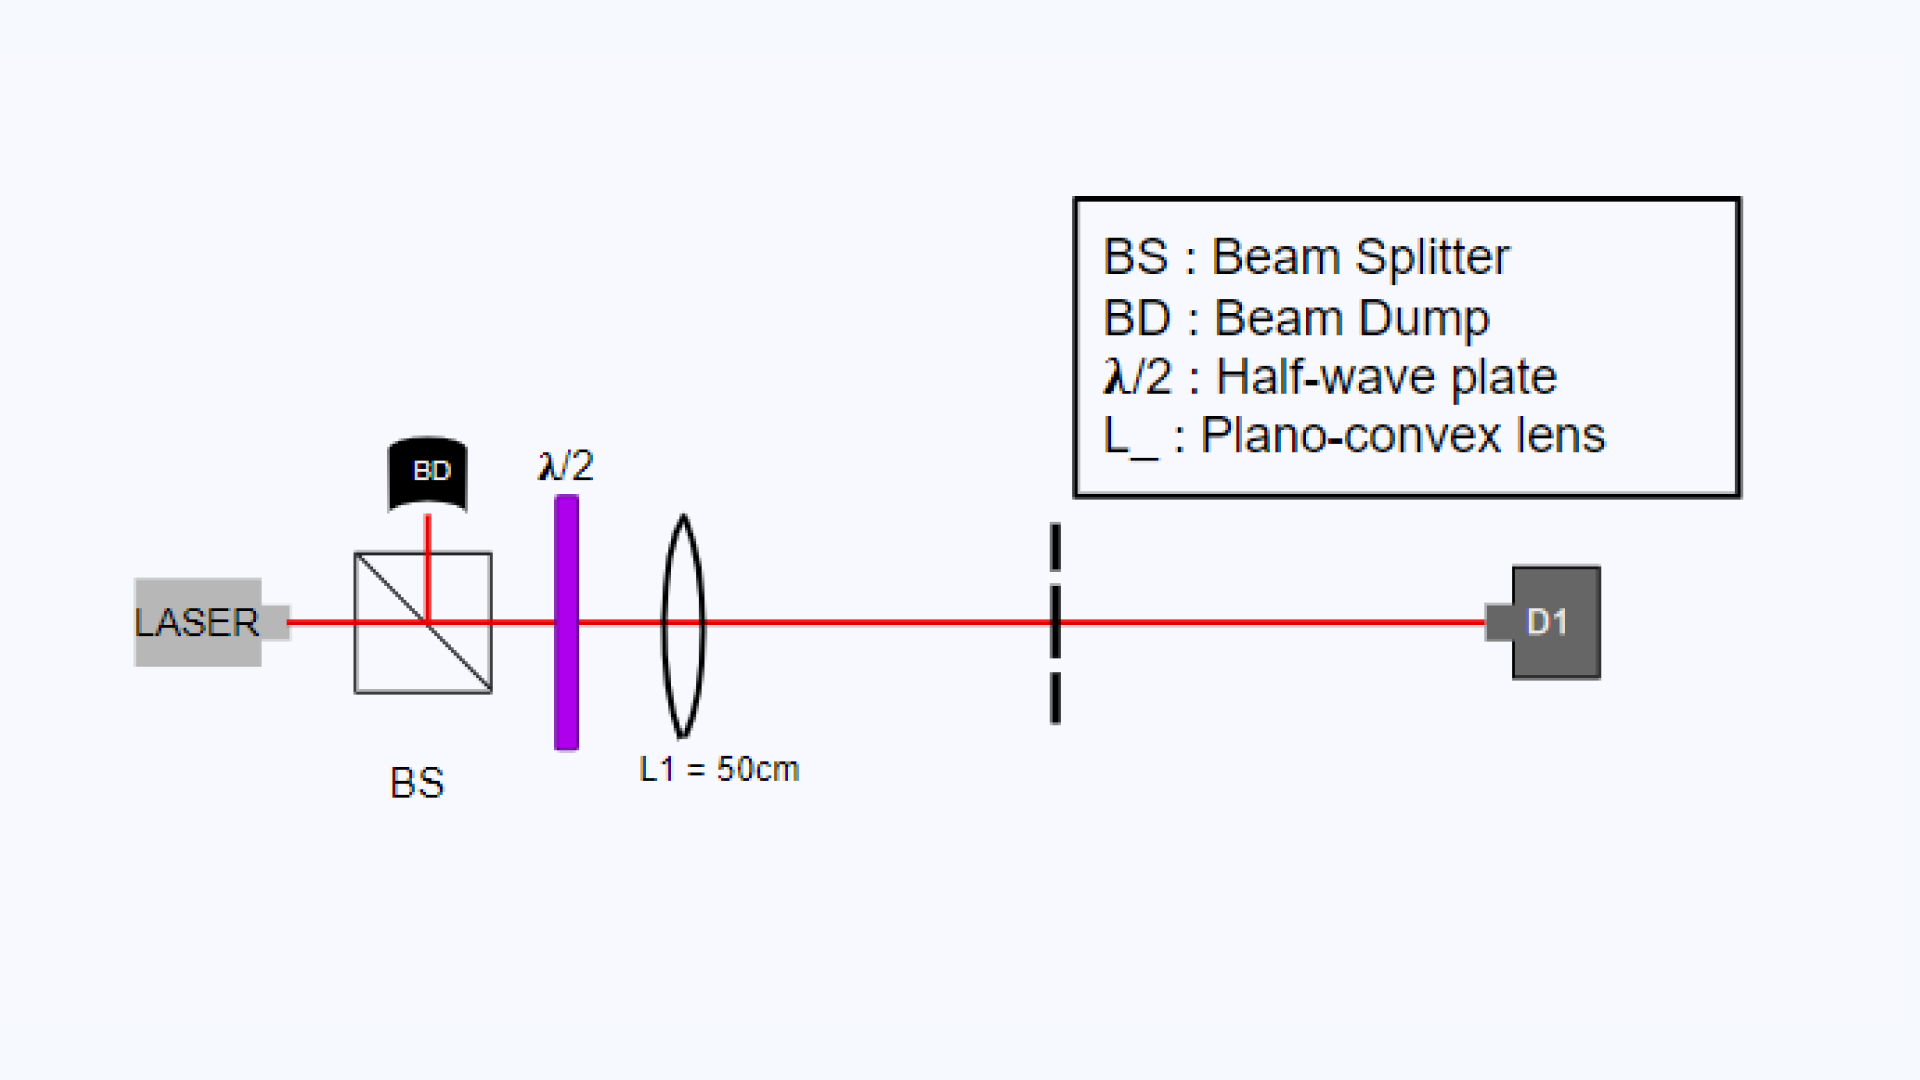 BS : Beam Splitter
BD : Beam Dump
λ/2 : Half-wave plate
L_ : Plano-convex lens
BD
λ/2
LASER
D1
L1 = 50cm
BS